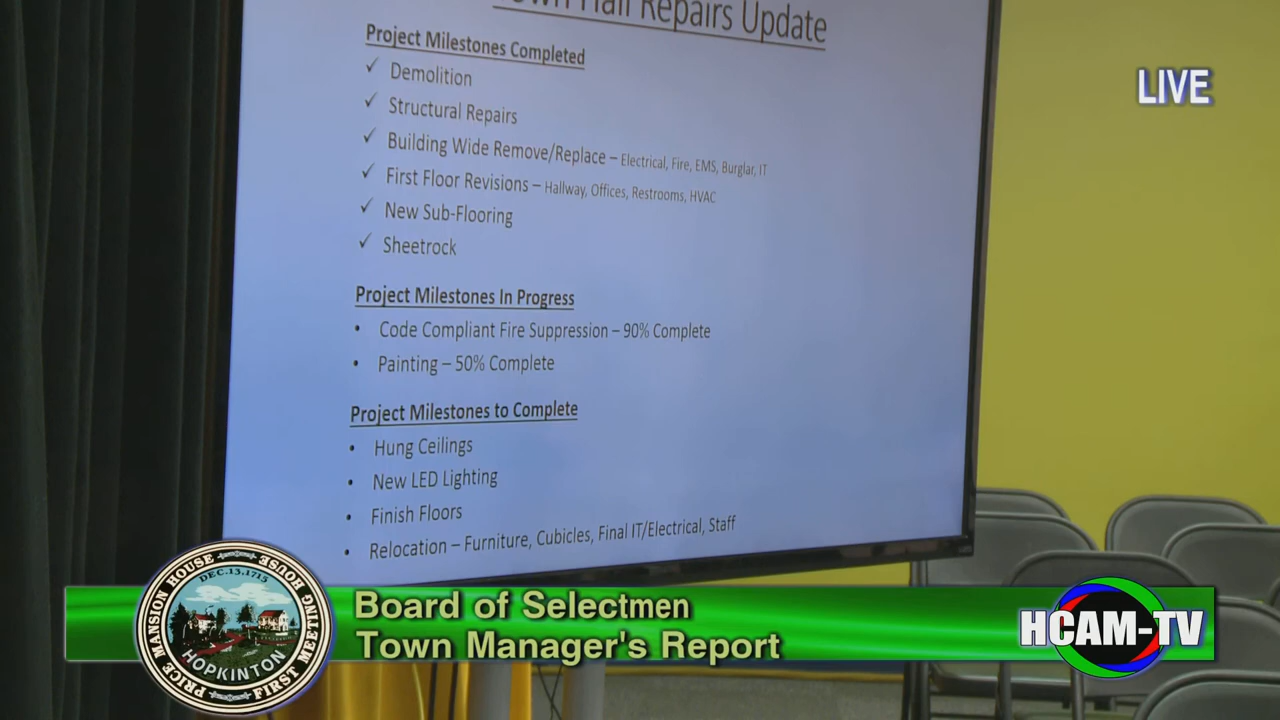 Town Hall Repairs Update
Project Milestones Completed
✓ Demolition
✓ Structural Repairs
✓ Building Wide Remove/Replace – Electrical, Fire, EMS, Burglar, IT
✓ First Floor Revisions – Hallway, Offices, Restrooms, HVAC
✓ New Sub-Flooring
✓ Sheetrock
Project Milestones In Progress
• Code Compliant Fire Suppression – 90% Complete
• Painting – 50% Complete
Project Milestones to Complete
• Hung Ceilings
• New LED Lighting
• Finish Floors
• Relocation – Furniture, Cubicles, Final IT/Electrical, Staff
LIVE
PRICE MANSION HOUSE
FIRST MEETING HOUSE
DEC. 13. 1715
HOPKINTON
Board of Selectmen
Town Manager's Report
HCAM-TV